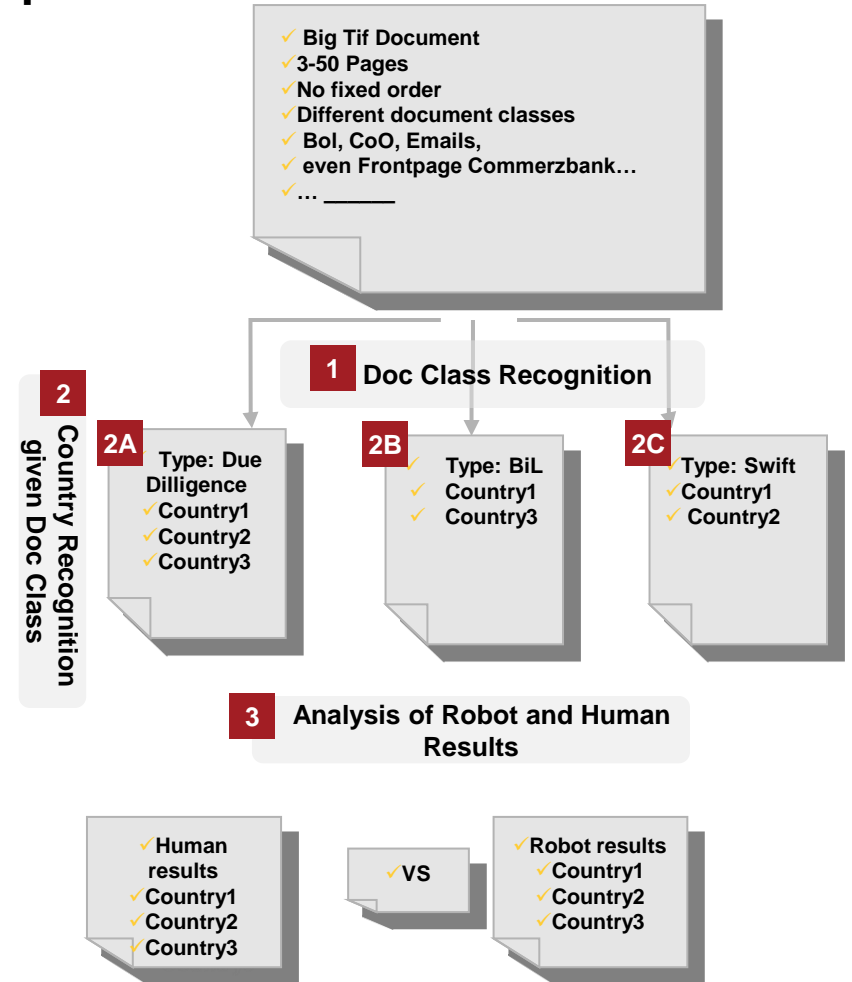 Big Tif Document
3-50 Pages
No fixed order
Different document classes
Bol, CoO, Emails,
even Frontpage Commerzbank…
… ______
1
Doc Class Recognition
2
Country Recognition
given Doc Class
2A
Type: Due
Dilligence
Country1
Country2
Country3
2B
Type: BiL
Country1
Country3
2C
Type: Swift
Country1
Country2
3
Analysis of Robot and Human
Results
Human
results
Country1
Country2
Country3
VS
Robot results
Country1
Country2
Country3